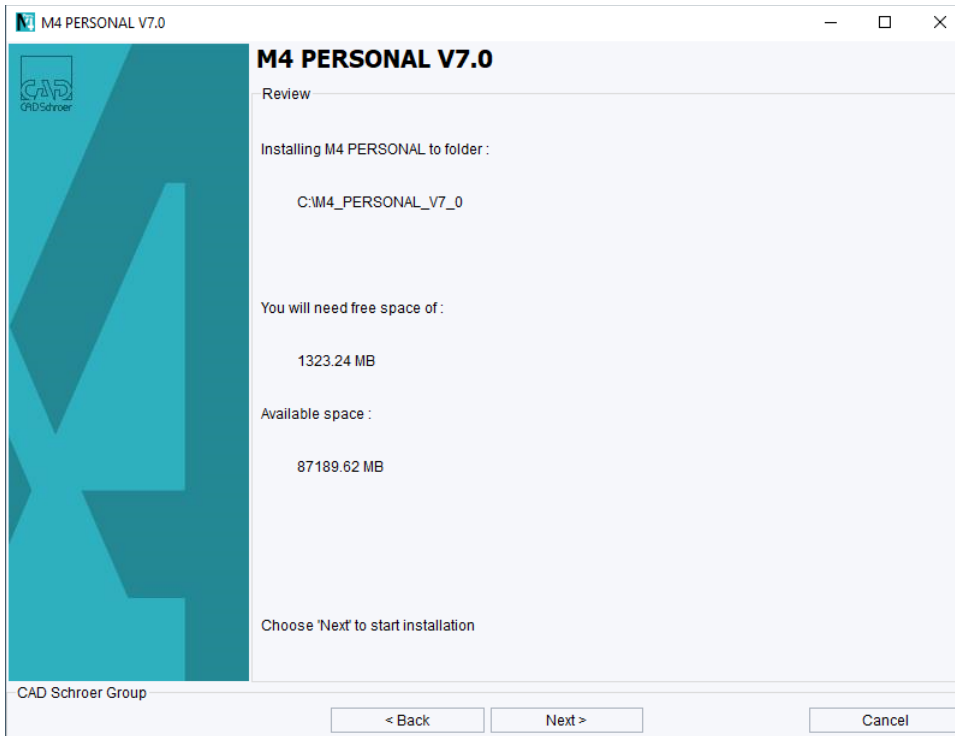 M4 PERSONAL V7.0
CAD
CADSchroer
M4 PERSONAL V7.0
Review
Installing M4 PERSONAL to folder :
C:\M4_PERSONAL_V7_0
You will need free space of :
1323.24 MB
Available space :
87189.62 MB
Choose 'Next' to start installation
CAD Schroer Group
< Back
Next >
Cancel